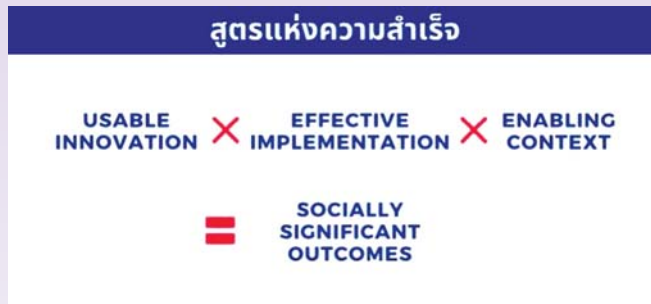 สูตรแห่งความสำเร็จ
USABLE INNOVATION × EFFECTIVE IMPLEMENTATION × ENABLING CONTEXT
= SOCIALLY SIGNIFICANT OUTCOMES